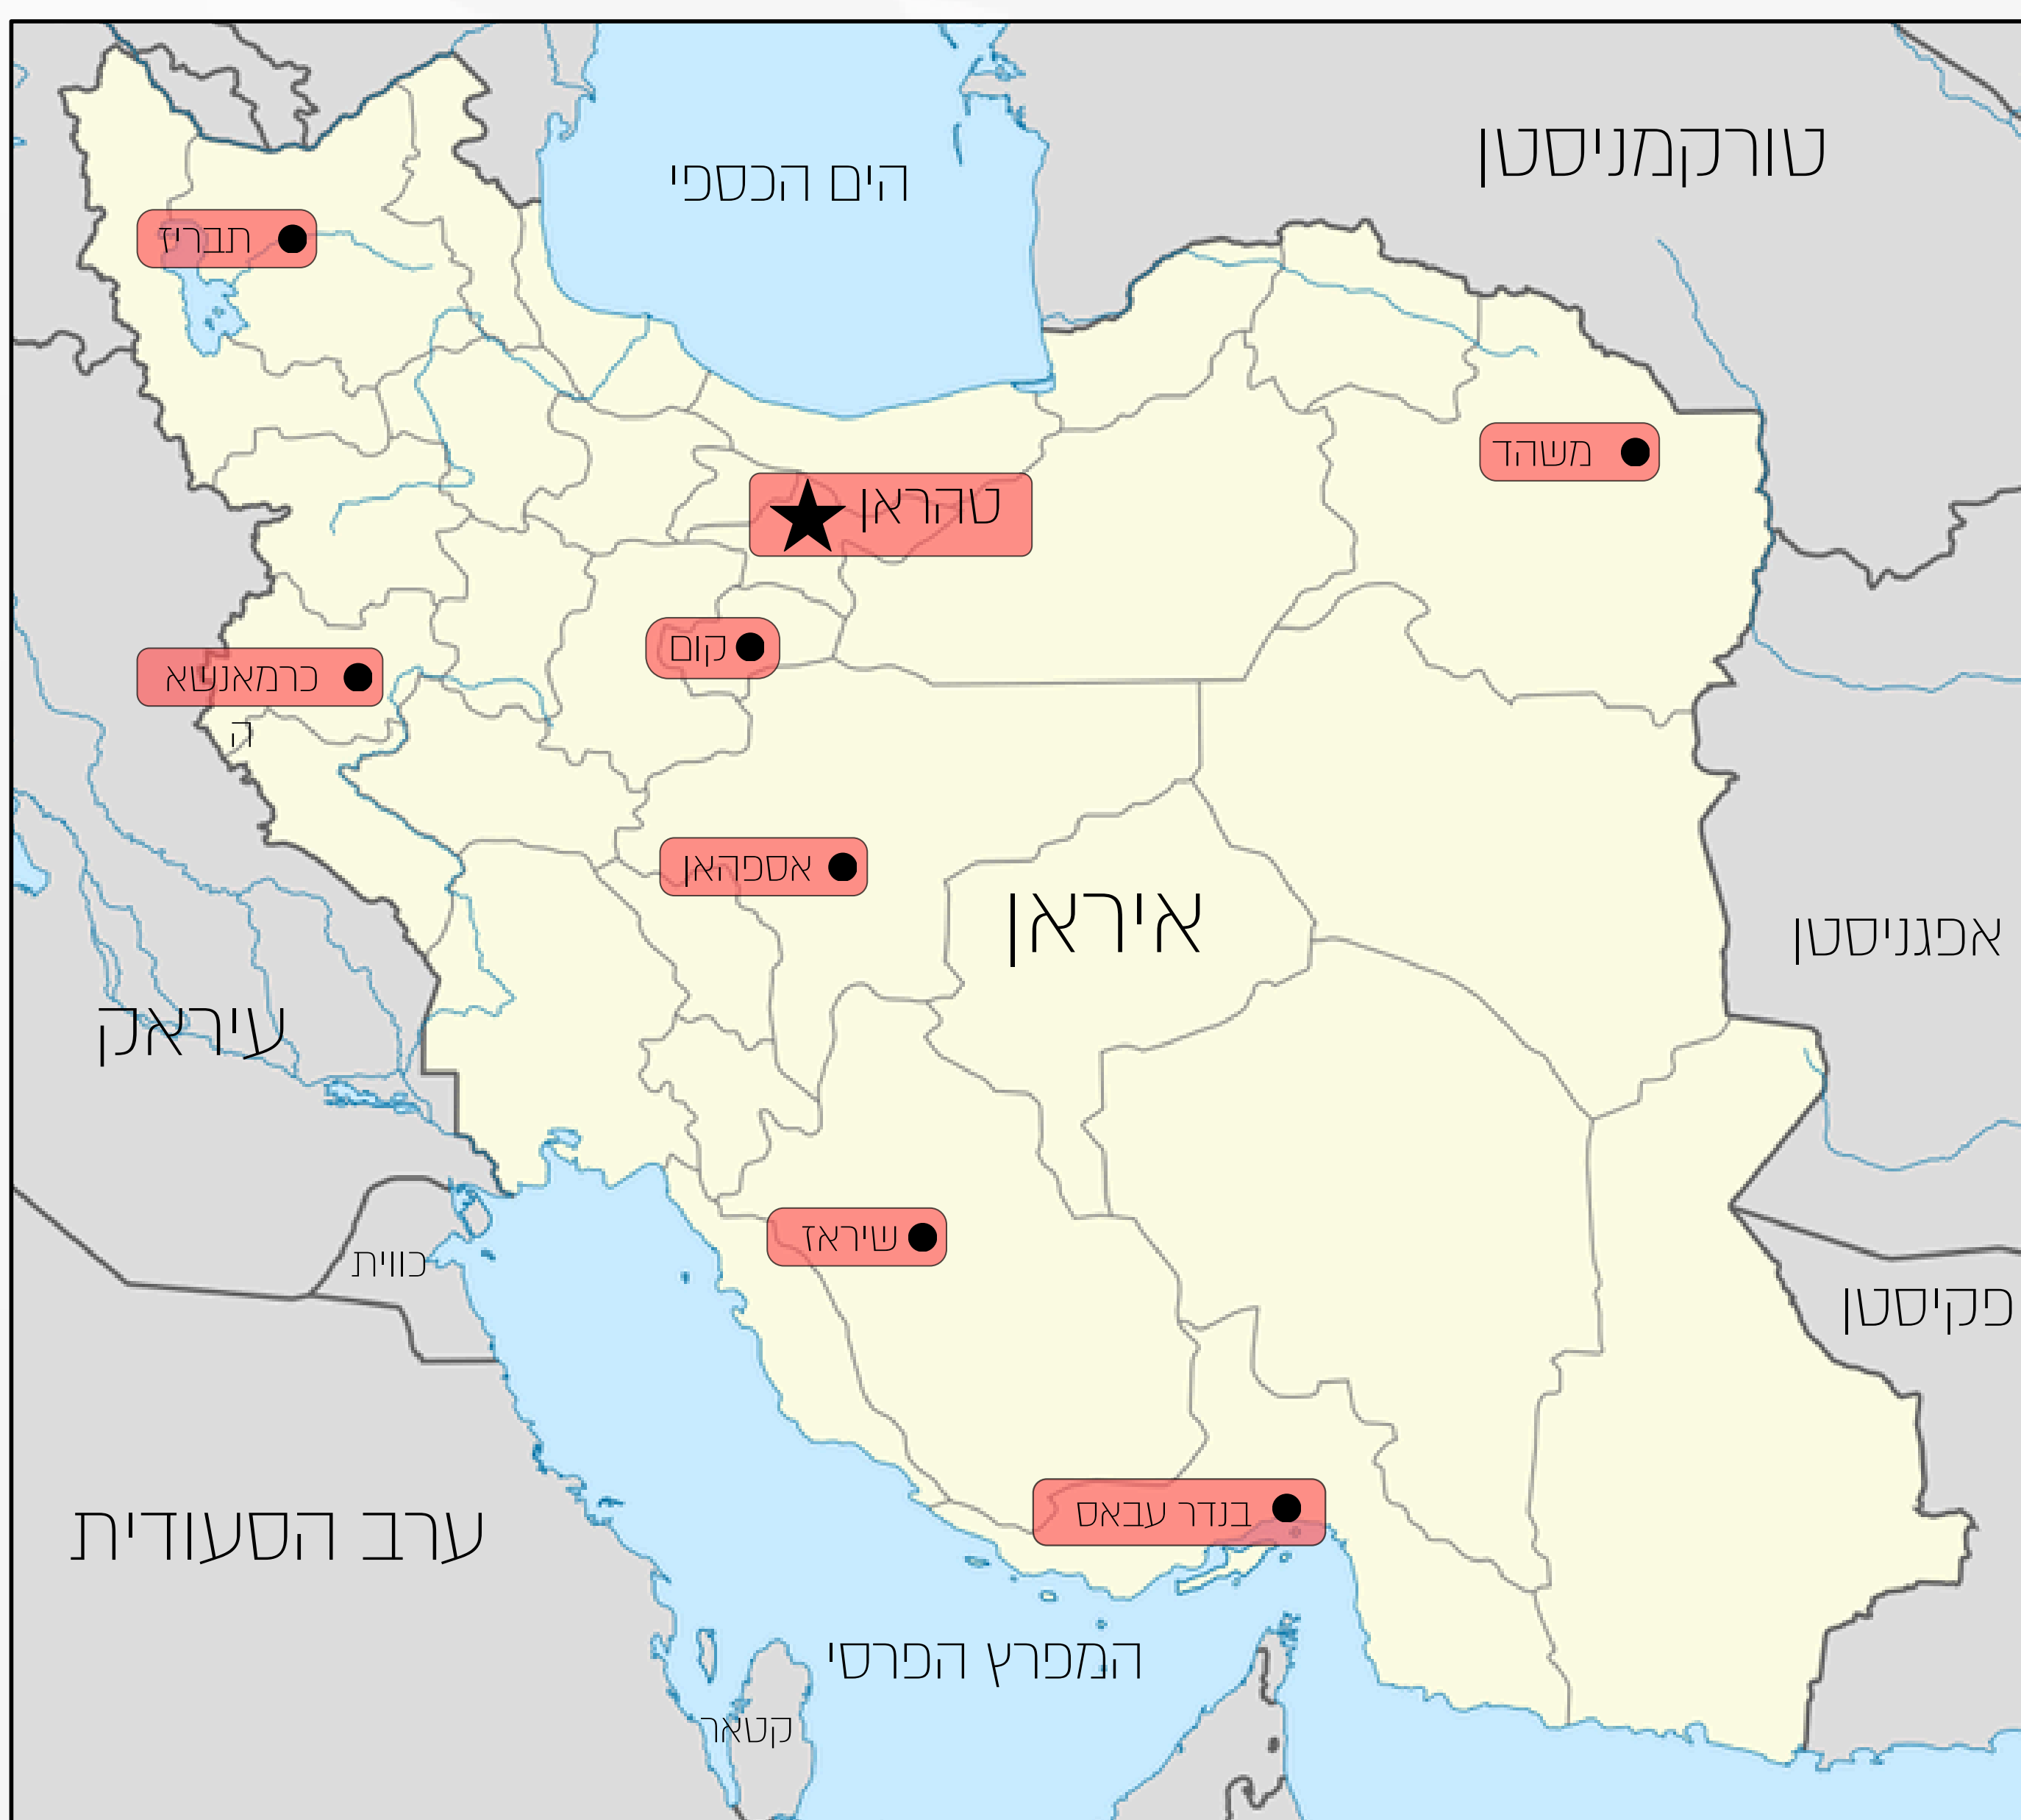 טורקמניסטן
הים הכספי
תבריז
משהד
טהראן
קום
כרמאנשא
ה
אספהאן
איראן
אפגניסטן
עיראק
שיראז
כווית
פקיסטן
בנדר עבאס
ערב הסעודית
המפרץ הפרסי
קטאר